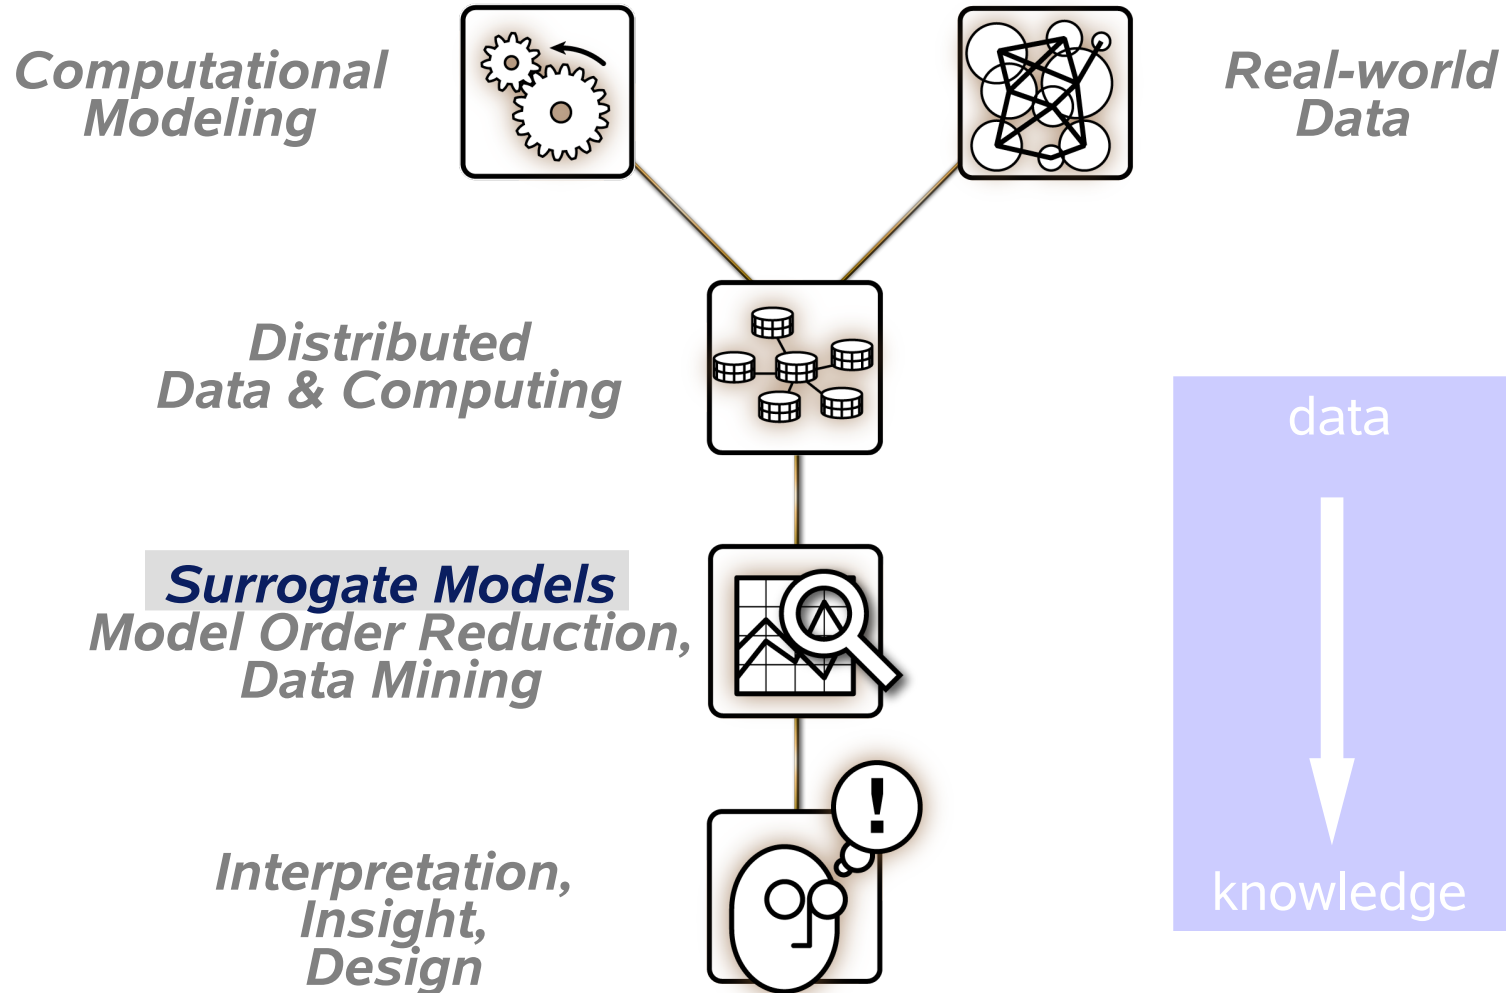 Computational
Modeling
Real-world
Data
Distributed
Data & Computing
Surrogate Models
Model Order Reduction,
Data Mining
!
Interpretation,
Insight,
Design
data
knowledge